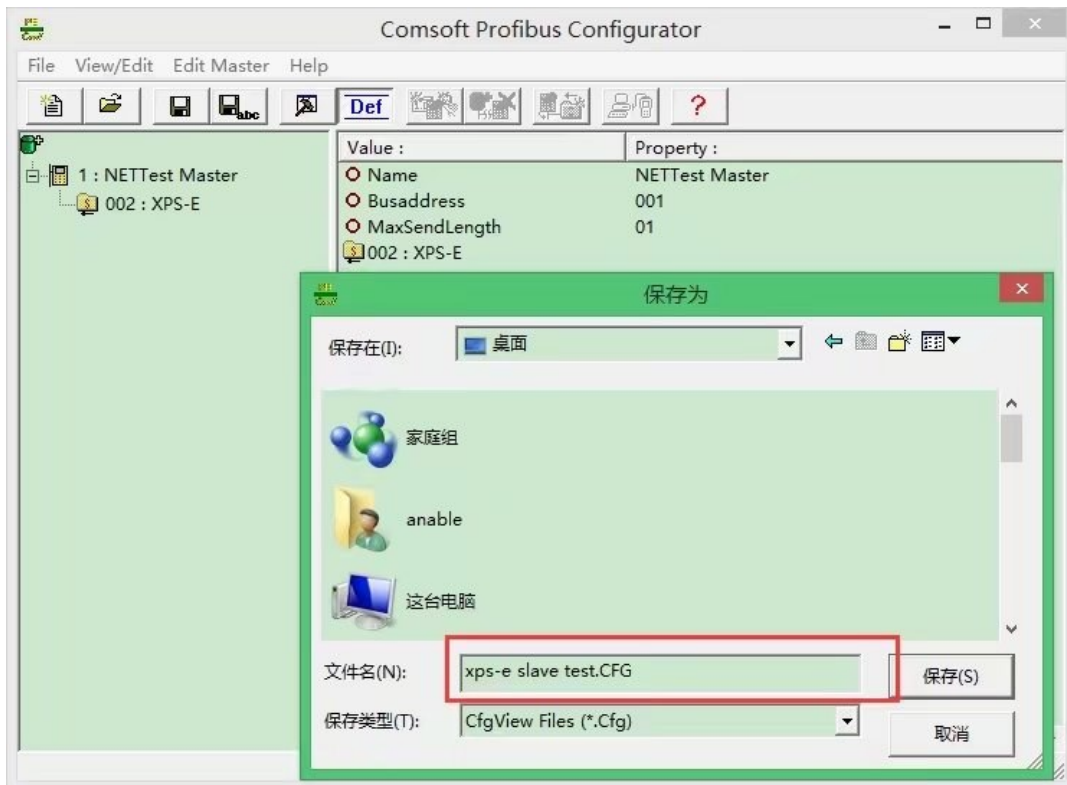 Comsoft Profibus Configurator
File View/Edit Edit Master Help
abc Def ?
Value : Property :
1 : NETTest Master
002 : XPS-E
Name NETTest Master
Busaddress 001
MaxSendLength 01
002 : XPS-E
保存为
保存在(I): 桌面
家庭组
anable
这台电脑
文件名(N): xps-e slave test.CFG 保存(S)
保存类型(T): CfgView Files (*.Cfg) 取消